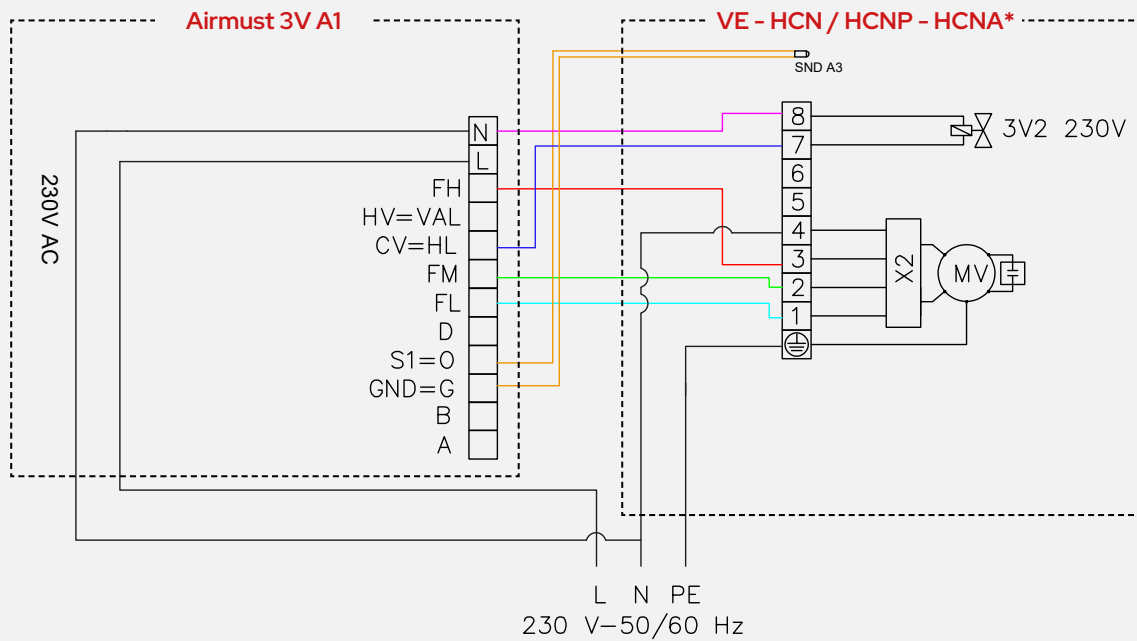 Airmust 3V A1
VE - HCN / HCNP - HCNA*
SND A3
230V AC
N
L
FH
HV=VAL
CV=HL
FM
FL
D
S1=O
GND=G
B
A
8
7
6
5
4
3
2
1
3V2 230V
X2
MV
L N PE
230 V-50/60 Hz